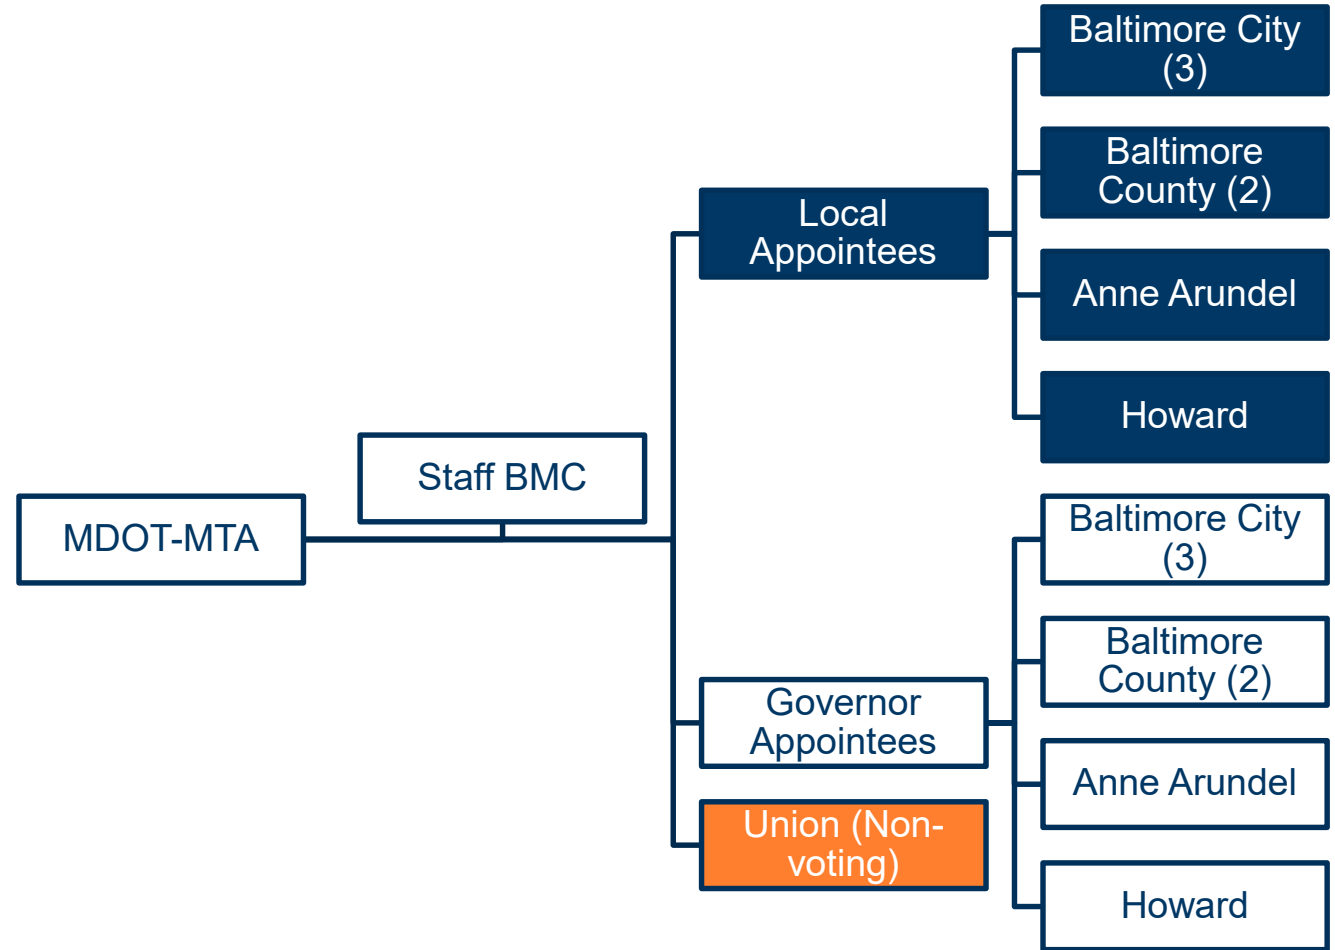 Baltimore City
(3)
Baltimore
County (2)
Local
Appointees
Anne Arundel
Howard
Staff BMC
MDOT-MTA
Baltimore City
(3)
Baltimore
County (2)
Governor
Appointees
Anne Arundel
Union (Non-
voting)
Howard